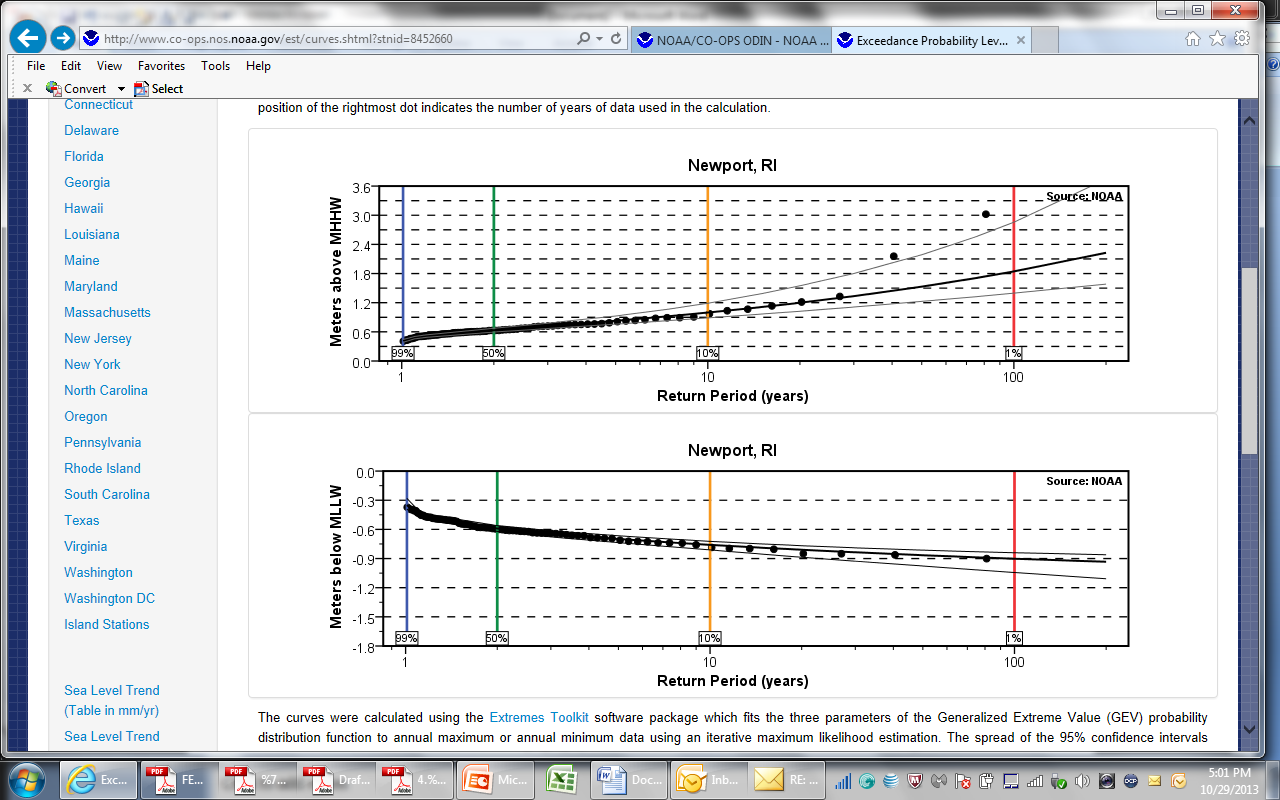 http://www.co-ops.nos.noaa.gov/est/curves.shtml?stnid=8452660
NOAA/CO-OPS ODIN - NOAA ...
Exceedance Probability Lev...
File Edit View Favorites Tools Help
Convert Select
Connecticut
Delaware
Florida
Georgia
Hawaii
Louisiana
Maine
Maryland
Massachusetts
New Jersey
New York
North Carolina
Oregon
Pennsylvania
Rhode Island
South Carolina
Texas
Virginia
Washington
Washington DC
Island Stations
Sea Level Trend
(Table in mm/yr)
Sea Level Trend
position of the rightmost dot indicates the number of years of data used in the calculation.
Newport, RI
Source: NOAA
Meters above MHHW
3.6
3.0
2.4
1.8
1.2
0.6
0.0
99% 50% 10% 1%
1 10 100
Return Period (years)
Newport, RI
Source: NOAA
Meters below MLLW
0.0
-0.3
-0.6
-0.9
-1.2
-1.5
-1.8
99% 50% 10% 1%
1 10 100
Return Period (years)
The curves were calculated using the Extremes Toolkit software package which fits the three parameters of the Generalized Extreme Value (GEV) probability
distribution function to annual maximum or annual minimum data using an iterative maximum likelihood estimation. The spread of the 95% confidence intervals
Exc... FE... %7... Draf... 4.%... Mic... Doc... Inb... RE: ...
5:01 PM
10/29/2013